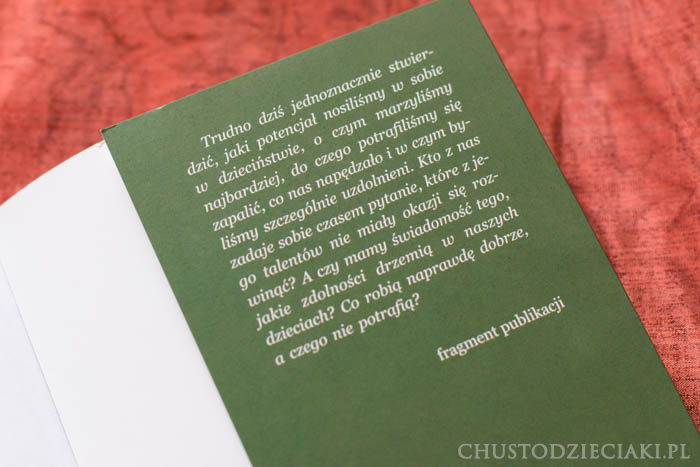 Trudno dziś jednoznacznie stwier-
dzić, jaki potencjał nosiliśmy w sobie
w dzieciństwie, o czym marzyliśmy
najbardziej, do czego potrafiliśmy się
zapalić, co nas napędzało i w czym by-
liśmy szczególnie uzdolnieni. Kto z nas
zadaje sobie czasem pytanie, które z je-
go talentów nie miały okazji się roz-
winąć? A czy mamy świadomość tego,
jakie zdolności drzemią w naszych
dzieciach? Co robią naprawdę dobrze,
a czego nie potrafią?
fragment publikacji
CHUSTODZIECIAKI.PL